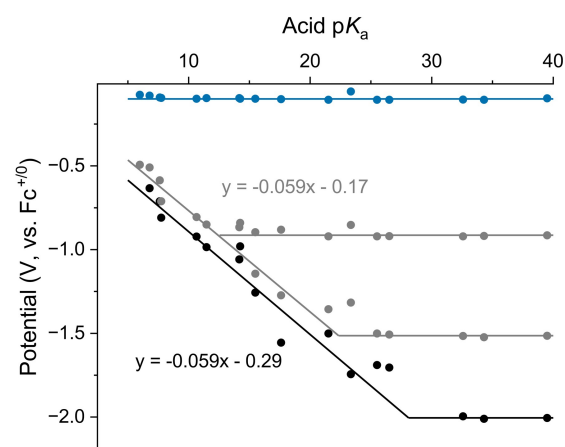 Acid pKa
10 20 30 40
Potential (V, vs. Fc+/0)
−0.5
−1.0
−1.5
−2.0
y = -0.059x - 0.17
y = -0.059x - 0.29